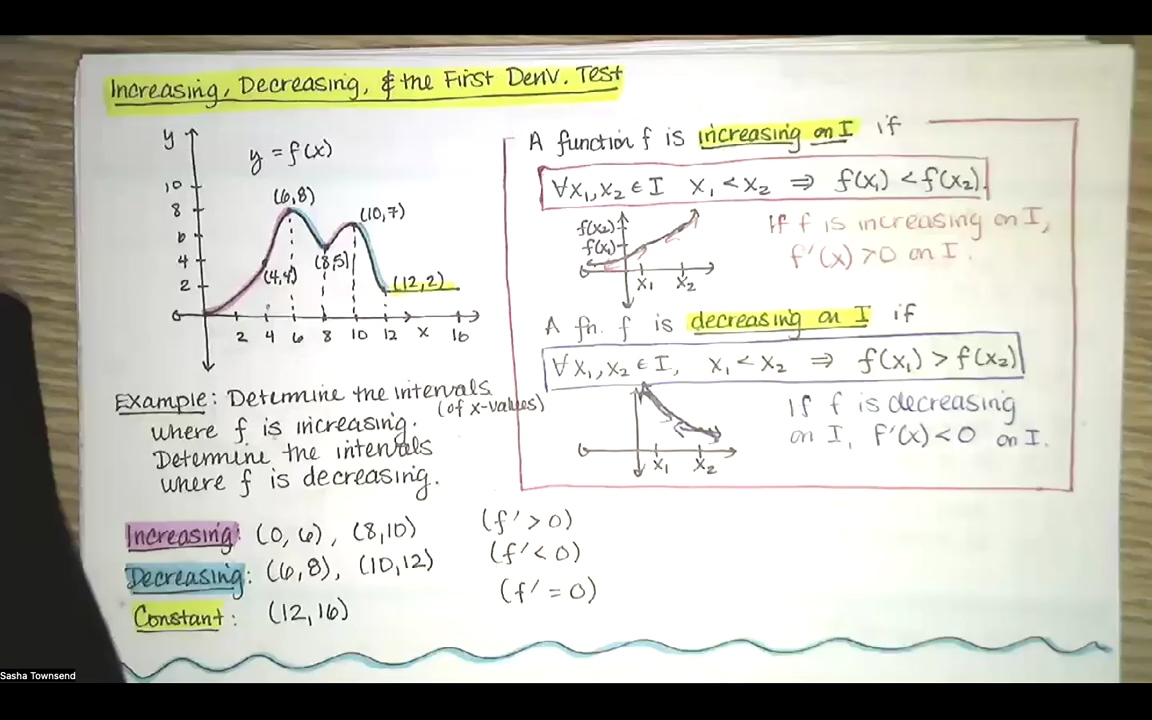 Increasing, Decreasing, & the First Deriv. Test
y
y = f(x)
10
8
6
4
2
(6,8)
(10,7)
(4,4)
(8,5)
(12,2)
2 4 6 8 10 12 x 16
Example: Determine the intervals
(of x-values)
where f is increasing.
Determine the intervals
where f is decreasing.
Increasing: (0, 6), (8,10) (f' > 0)
Decreasing: (6,8), (10,12) (f' < 0)
Constant: (12,16) (f' = 0)
A function f is increasing on I if
∀x₁,x₂ ∈ I x₁ < x₂ ⇒ f(x₁) < f(x₂).
f(x₂)
f(x₁)
x₁ x₂
If f is increasing on I,
f'(x) > 0 on I.
A fn. f is decreasing on I if
∀x₁,x₂ ∈ I, x₁ < x₂ ⇒ f(x₁) > f(x₂)
x₁ x₂
If f is decreasing
on I, f'(x) < 0 on I.
Sasha Townsend